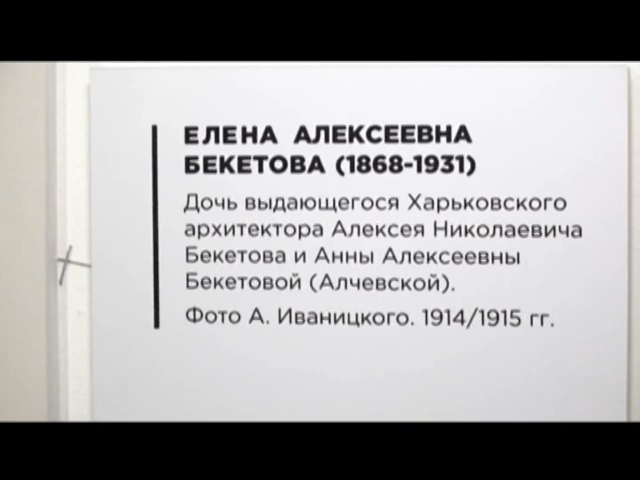 ЕЛЕНА АЛЕКСЕЕВНА
БЕКЕТОВА (1868-1931)
Дочь выдающегося Харьковского
архитектора Алексея Николаевича
Бекетова и Анны Алексеевны
Бекетовой (Алчевской).
Фото А. Иваницкого. 1914/1915 гг.